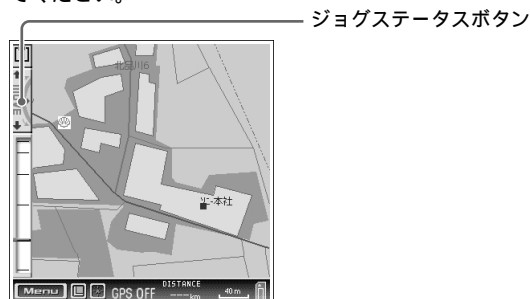 てください。
ジョグステータスボタン
北品川6
ソニー本社
Menu
GPS OFF
DISTANCE
---km
40 m